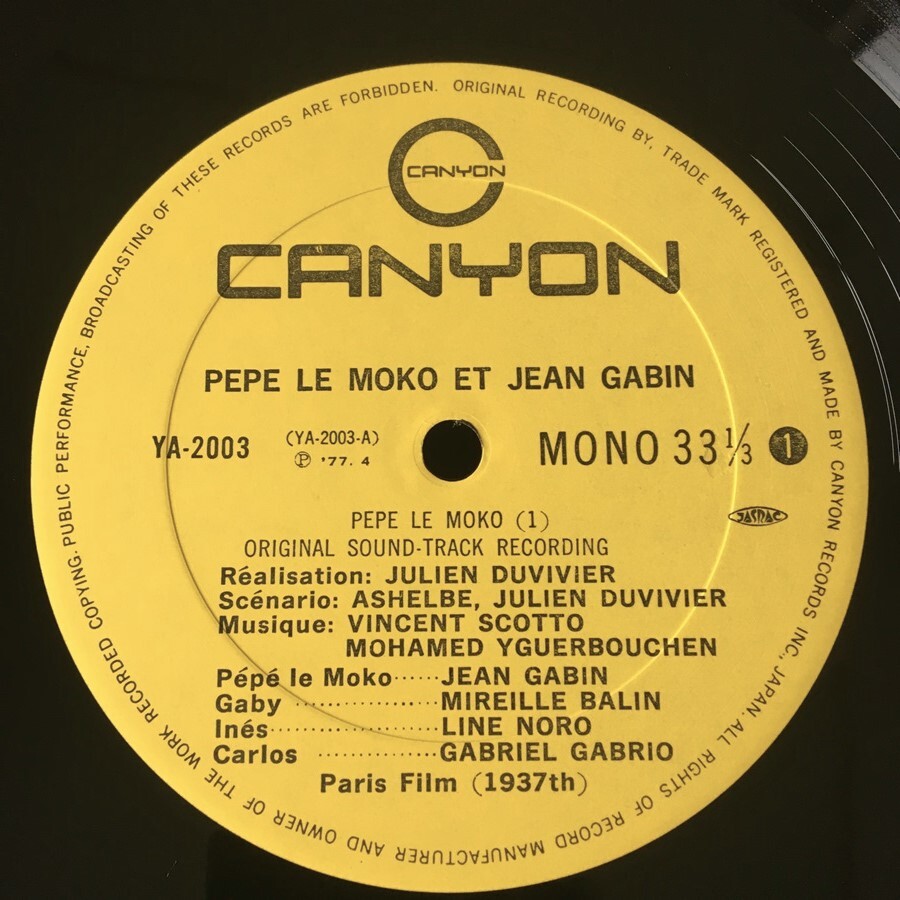 CANYON
CANYON
PEPE LE MOKO ET JEAN GABIN
YA-2003
(YA-2003-A)
Ⓟ '77. 4
MONO 33 1/3
1
JASRAC
PEPE LE MOKO (1)
ORIGINAL SOUND-TRACK RECORDING
Réalisation: JULIEN DUVIVIER
Scénario: ASHELBE, JULIEN DUVIVIER
Musique: VINCENT SCOTTO
MOHAMED YGUERBOUCHEN
Pépé le Moko······JEAN GABIN
Gaby ··················MIREILLE BALIN
Inés·····················LINE NORO
Carlos ···············GABRIEL GABRIO
Paris Film (1937th)
ORIGINAL RECORDING BY, TRADE MARK REGISTERED AND MADE BY CANYON RECORDS INC., JAPAN. ALL RIGHTS OF RECORD MANUFACTURER AND OWNER OF THE WORK RECORDED COPYING. PUBLIC PERFORMANCE, BROADCASTING OF THESE RECORDS ARE FORBIDDEN.